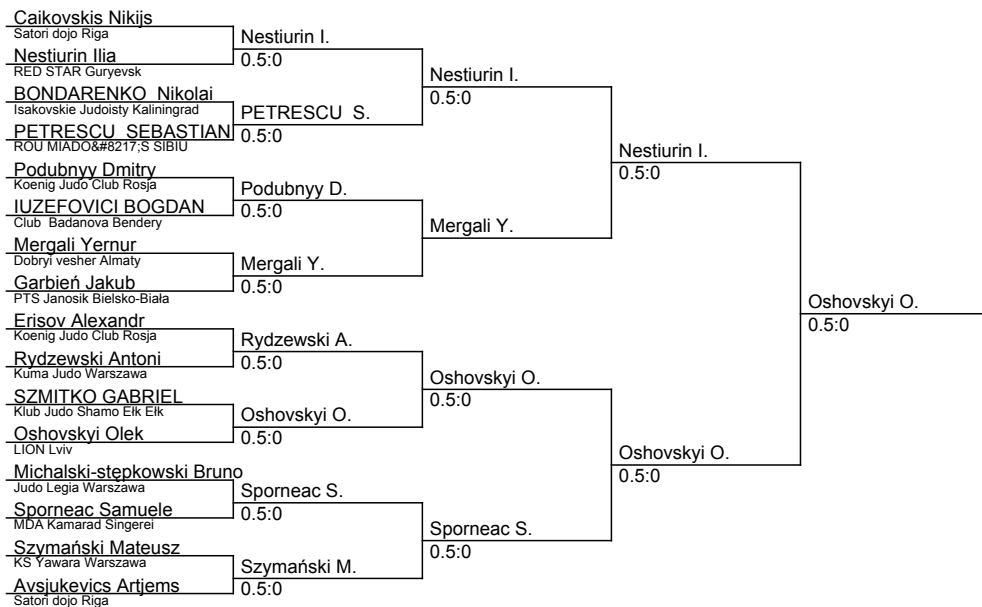 Caikovskis Nikijs
Satori dojo Riga
Nestiurin Ilia
RED STAR Guryevsk
BONDARENKO Nikolai
Isakovskie Judoisty Kaliningrad
PETRESCU SEBASTIAN
ROU MIADO&#8217;S SIBIU
Podubnyy Dmitry
Koenig Judo Club Rosja
IUZEFOVICI BOGDAN
Club Badanova Bendery
Mergali Yernur
Dobryi vesher Almaty
Garbień Jakub
PTS Janosik Bielsko-Biała
Erisov Alexandr
Koenig Judo Club Rosja
Rydzewski Antoni
Kuma Judo Warszawa
SZMITKO GABRIEL
Klub Judo Shamo Ełk Ełk
Oshovskyi Olek
LION Lviv
Michalski-stępkowski Bruno
Judo Legia Warszawa
Sporneac Samuele
MDA Kamarad Singerei
Szymański Mateusz
KS Yawara Warszawa
Avsjukevics Artjems
Satori dojo Riga
Nestiurin I.
0.5:0
PETRESCU S.
0.5:0
Podubnyy D.
0.5:0
Mergali Y.
0.5:0
Rydzewski A.
0.5:0
Oshovskyi O.
0.5:0
Sporneac S.
0.5:0
Szymański M.
0.5:0
Nestiurin I.
0.5:0
Mergali Y.
Oshovskyi O.
0.5:0
Sporneac S.
0.5:0
Nestiurin I.
0.5:0
Oshovskyi O.
0.5:0
Oshovskyi O.
0.5:0